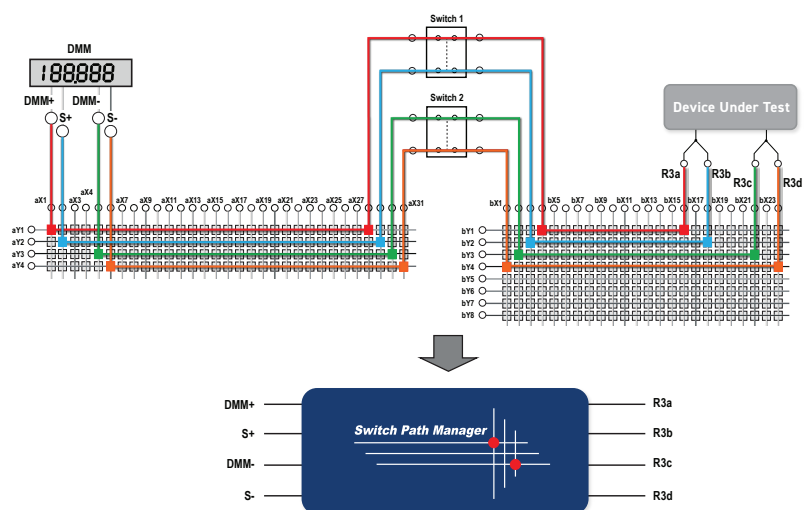 Switch 1
DMM
188.888
DMM+
DMM-
S+
S-
Switch 2
Device Under Test
R3a
R3b
R3c
R3d
aX1
aX3
aX4
aX7
aX9
aX11
aX13
aX15
aX17
aX19
aX21
aX23
aX25
aX27
aX31
bX1
bX5
bX7
bX9
bX11
bX13
bX15
bX17
bX19
bX21
bX23
aY1
aY2
aY3
aY4
bY1
bY2
bY3
bY4
bY5
bY6
bY7
bY8
DMM+
R3a
S+
Switch Path Manager
R3b
DMM-
R3c
S-
R3d